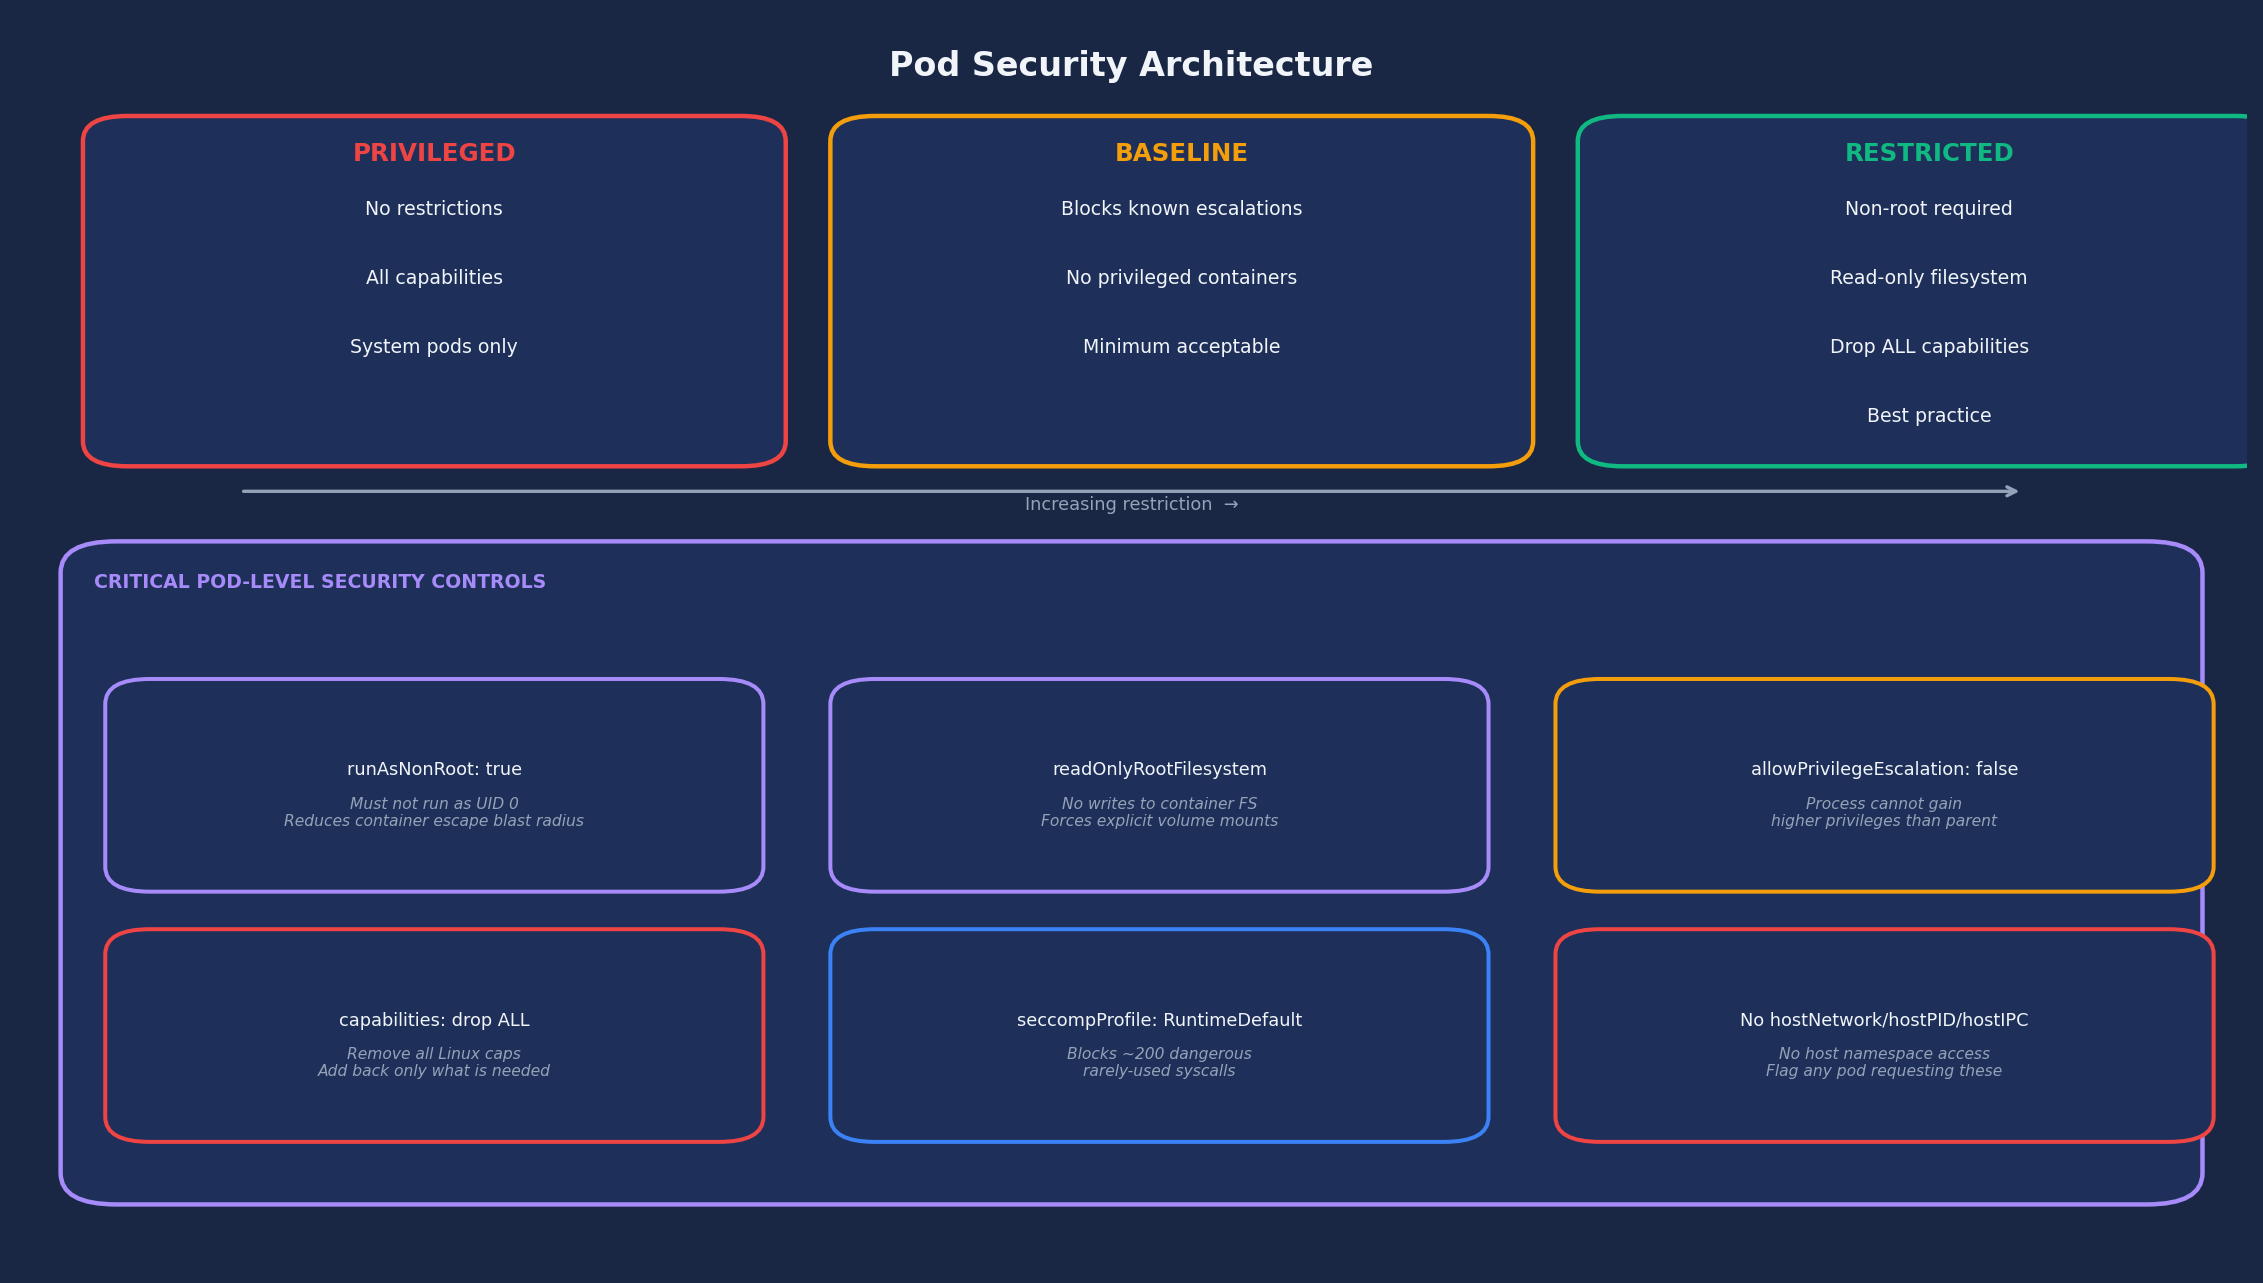 Pod Security Architecture
PRIVILEGED
No restrictions
All capabilities
System pods only
BASELINE
Blocks known escalations
No privileged containers
Minimum acceptable
RESTRICTED
Non-root required
Read-only filesystem
Drop ALL capabilities
Best practice
Increasing restriction →
CRITICAL POD-LEVEL SECURITY CONTROLS
runAsNonRoot: true
Must not run as UID 0
Reduces container escape blast radius
readOnlyRootFilesystem
No writes to container FS
Forces explicit volume mounts
allowPrivilegeEscalation: false
Process cannot gain
higher privileges than parent
capabilities: drop ALL
Remove all Linux caps
Add back only what is needed
seccompProfile: RuntimeDefault
Blocks ~200 dangerous
rarely-used syscalls
No hostNetwork/hostPID/hostIPC
No host namespace access
Flag any pod requesting these